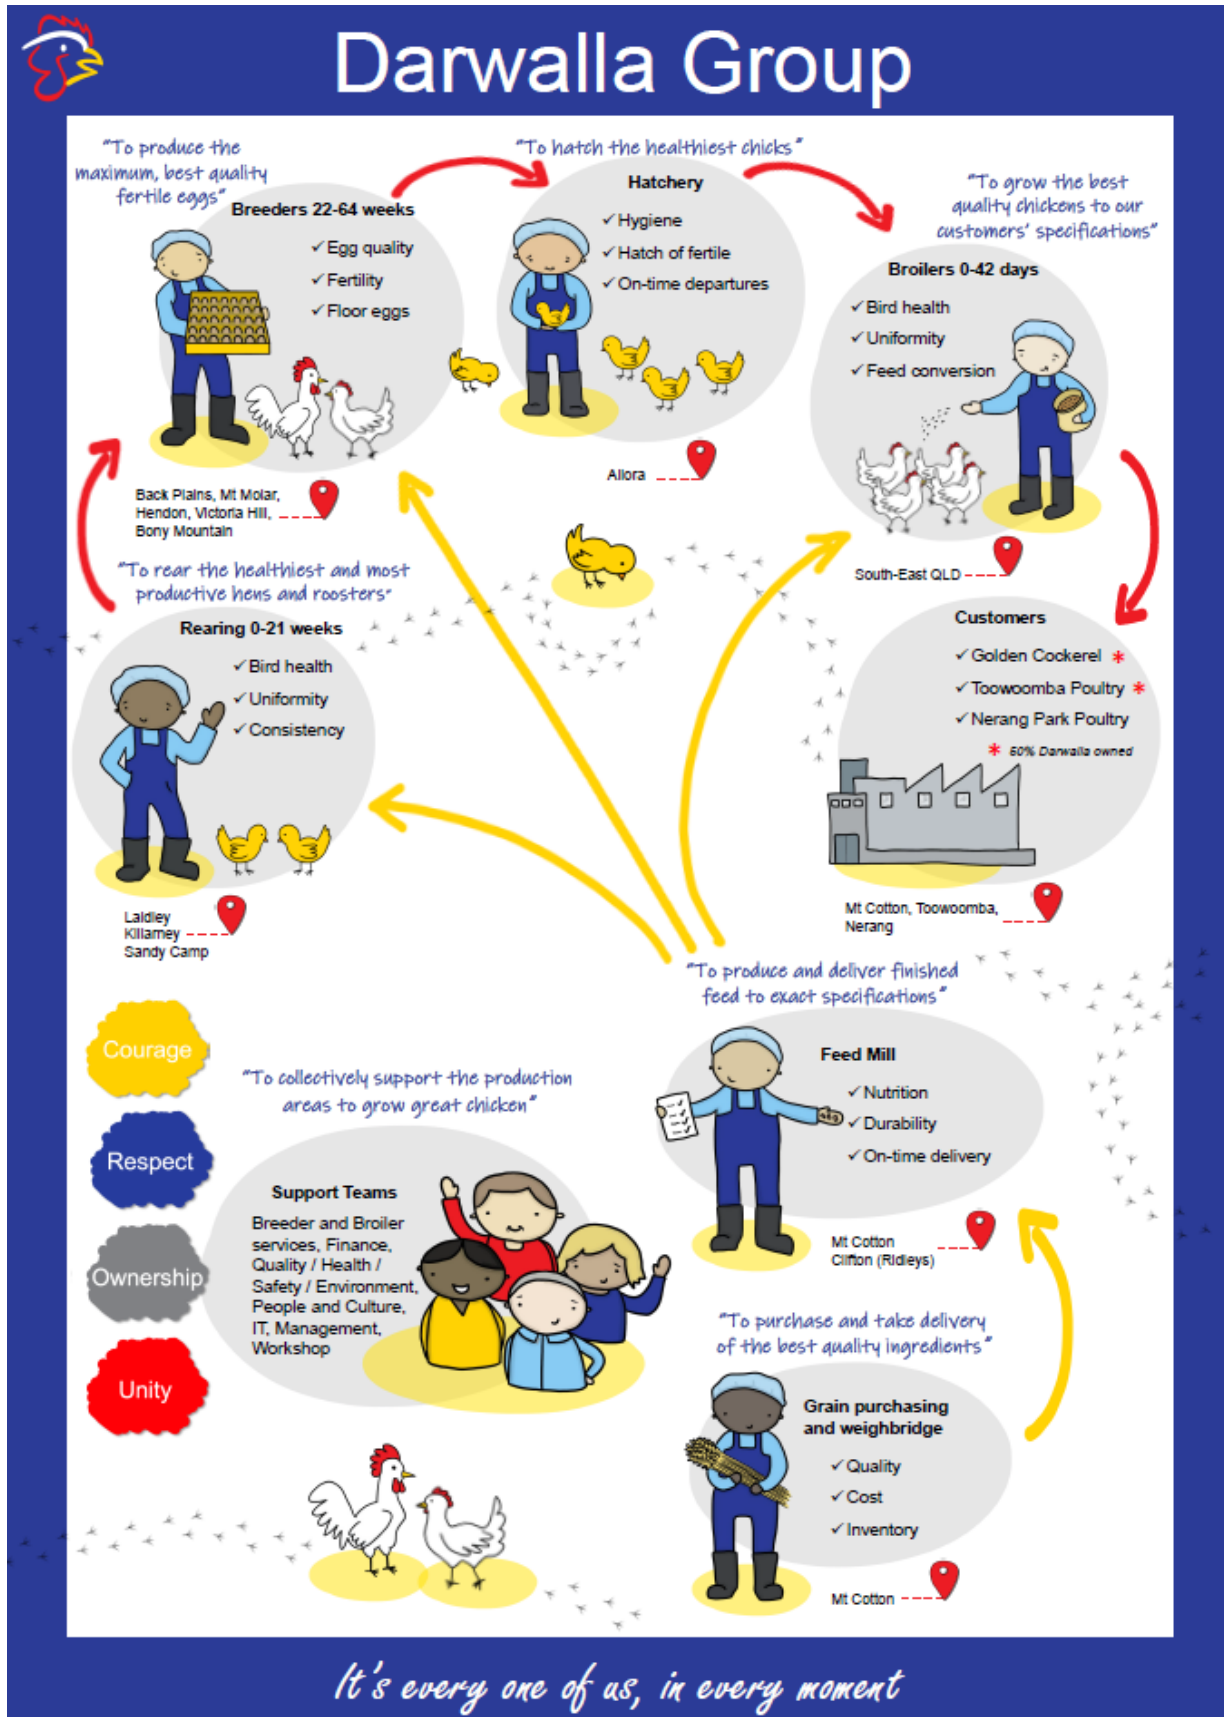 Darwalla Group
"To produce the
maximum, best quality
fertile eggs"
Breeders 22-64 weeks
✓ Egg quality
✓ Fertility
✓ Floor eggs
Back Plains, Mt Molar,
Hendon, Victoria Hill,
Bony Mountain
"To hatch the healthiest chicks"
Hatchery
✓ Hygiene
✓ Hatch of fertile
✓ On-time departures
Allora
"To grow the best
quality chickens to our
customers' specifications"
Broilers 0-42 days
✓ Bird health
✓ Uniformity
✓ Feed conversion
South-East QLD
"To rear the healthiest and most
productive hens and roosters"
Rearing 0-21 weeks
✓ Bird health
✓ Uniformity
✓ Consistency
Laidley
Killarney
Sandy Camp
Customers
✓ Golden Cockerel *
✓ Toowoomba Poultry *
✓ Nerang Park Poultry
* 50% Darwalla owned
Mt Cotton, Toowoomba,
Nerang
"To produce and deliver finished
feed to exact specifications"
Feed Mill
✓ Nutrition
✓ Durability
✓ On-time delivery
Mt Cotton
Clifton (Ridleys)
Courage
Respect
Ownership
Unity
"To collectively support the production
areas to grow great chicken"
Support Teams
Breeder and Broiler
services, Finance,
Quality / Health /
Safety / Environment,
People and Culture,
IT, Management,
Workshop
"To purchase and take delivery
of the best quality ingredients"
Grain purchasing
and weighbridge
✓ Quality
✓ Cost
✓ Inventory
Mt Cotton
It's every one of us, in every moment